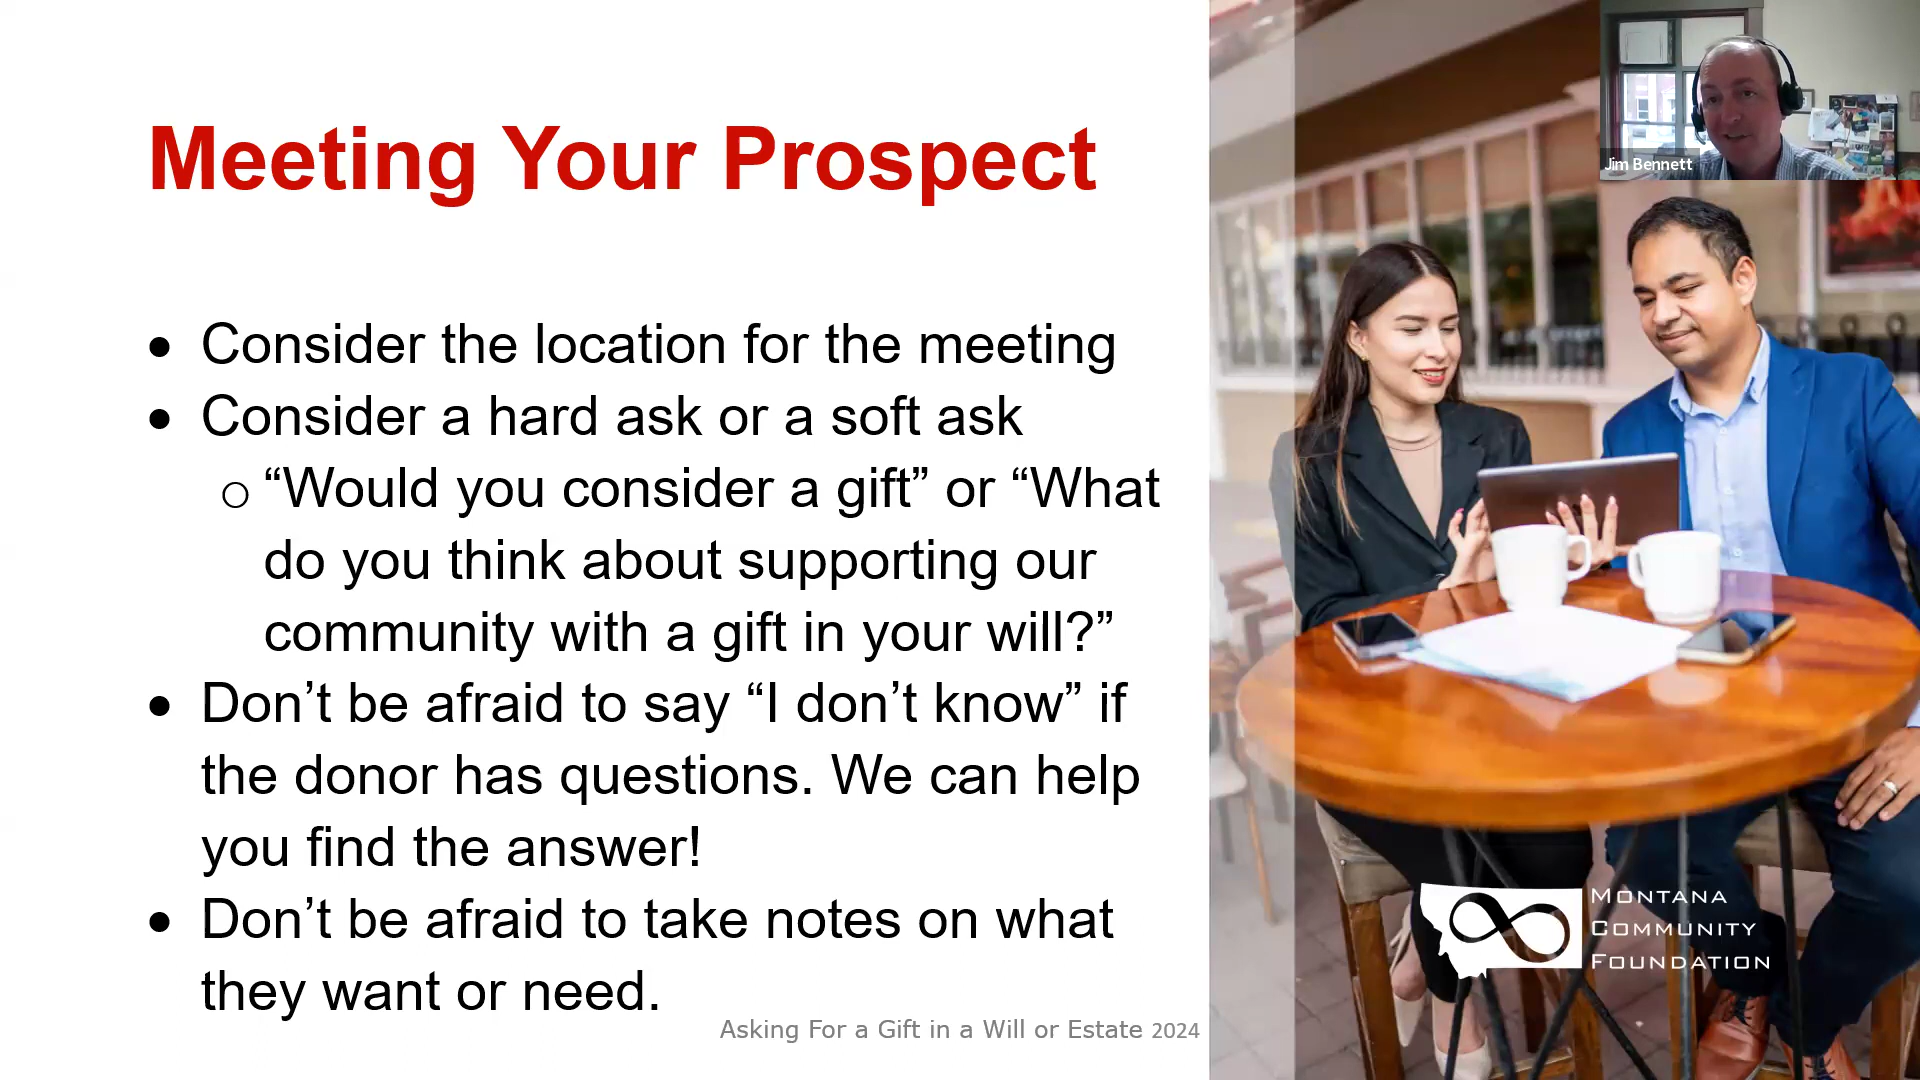 Meeting Your Prospect
• Consider the location for the meeting
• Consider a hard ask or a soft ask
○ “Would you consider a gift” or “What
do you think about supporting our
community with a gift in your will?”
• Don’t be afraid to say “I don’t know” if
the donor has questions. We can help
you find the answer!
• Don’t be afraid to take notes on what
they want or need.
Asking For a Gift in a Will or Estate 2024
Jim Bennett
MONTANA
COMMUNITY
FOUNDATION